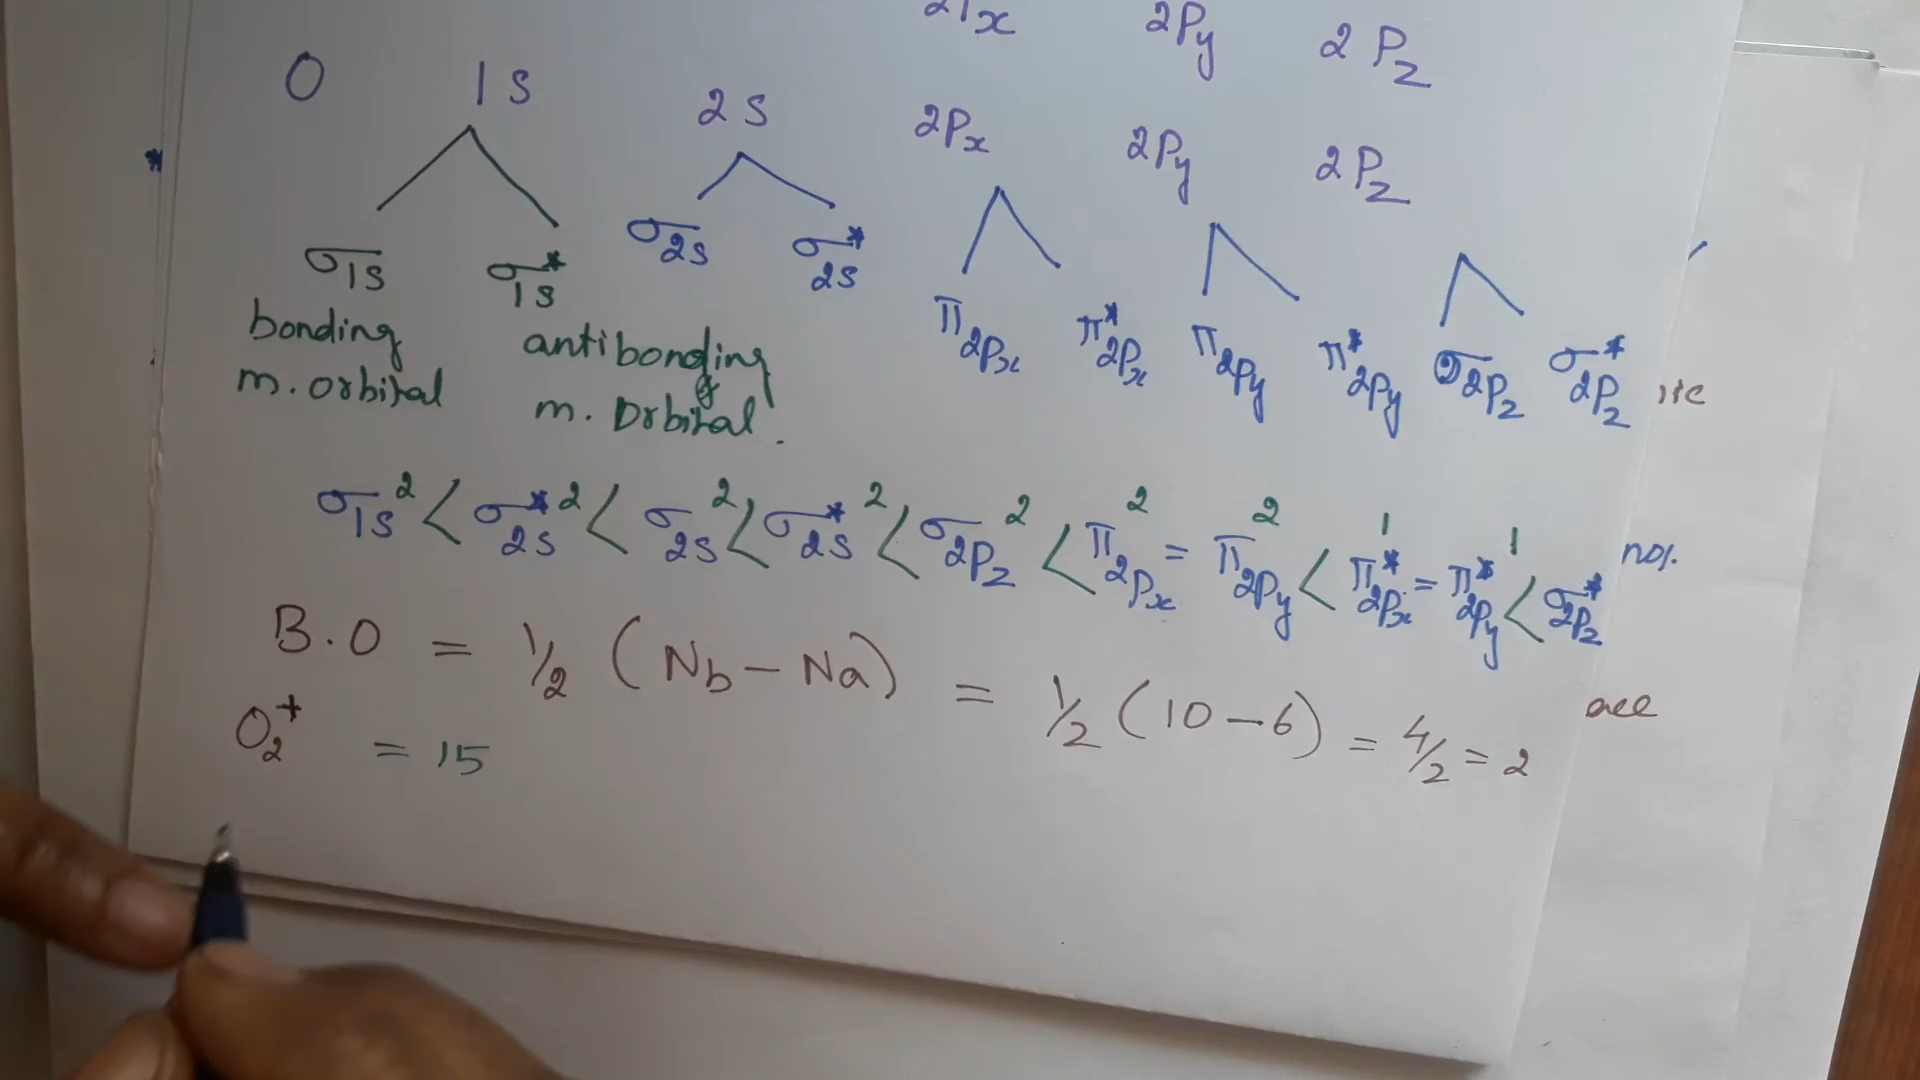 2Px 2Py 2Pz
O 1s 2s 2Px 2Py 2Pz
σ1s σ*1s σ2s σ*2s π2Px π*2Px π2Py π*2Py σ2Pz σ*2Pz
bonding m. orbital
antibonding m. Orbital.
σ1s² < σ*2s² < σ2s² < σ*2s² < σ2Pz² < π2Px² = π2Py² < π*2Px¹ = π*2Py¹ < σ*2Pz
B.O = 1/2 (Nb - Na) = 1/2 (10 - 6) = 4/2 = 2
O2+ = 15